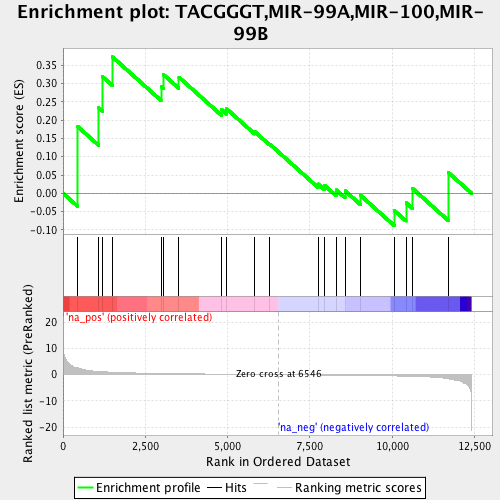 Enrichment plot: TACGGGT,MIR-99A,MIR-100,MIR-
99B
Enrichment score (ES)
0.35
0.30
0.25
0.20
0.15
0.10
0.05
0.00
-0.05
-0.10
'na_pos' (positively correlated)
Ranked list metric (PreRanked)
20
10
0
-10
-20
Zero cross at 6546
'na_neg' (negatively correlated)
0 2,500 5,000 7,500 10,000 12,500
Rank in Ordered Dataset
Enrichment profile Hits Ranking metric scores